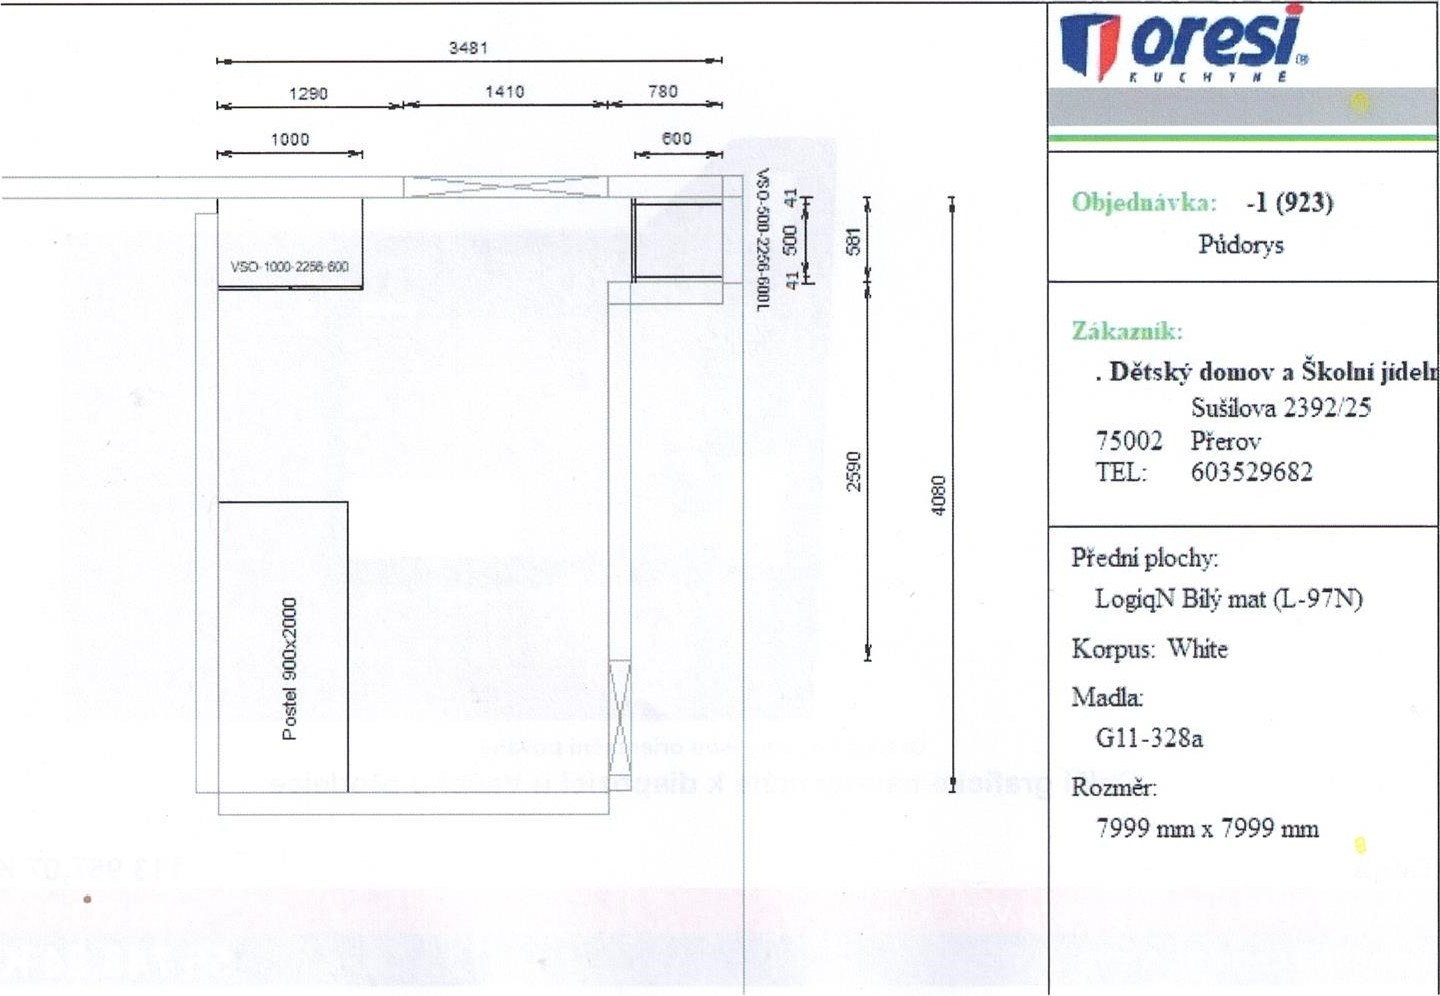 3481
1290
1410
780
1000
600
VSO-1000-2256-600
VSO-500-2256-600L
41
500
41
581
2590
4080
Postel 900x2000
oresi®
KUCHYNĚ
Objednávka: -1 (923)
Půdorys
Zákazník:
. Dětský domov a Školní jídeln
Sušilova 2392/25
75002 Přerov
TEL: 603529682
Přední plochy:
LogiqN Bílý mat (L-97N)
Korpus: White
Madla:
G11-328a
Rozměr:
7999 mm x 7999 mm